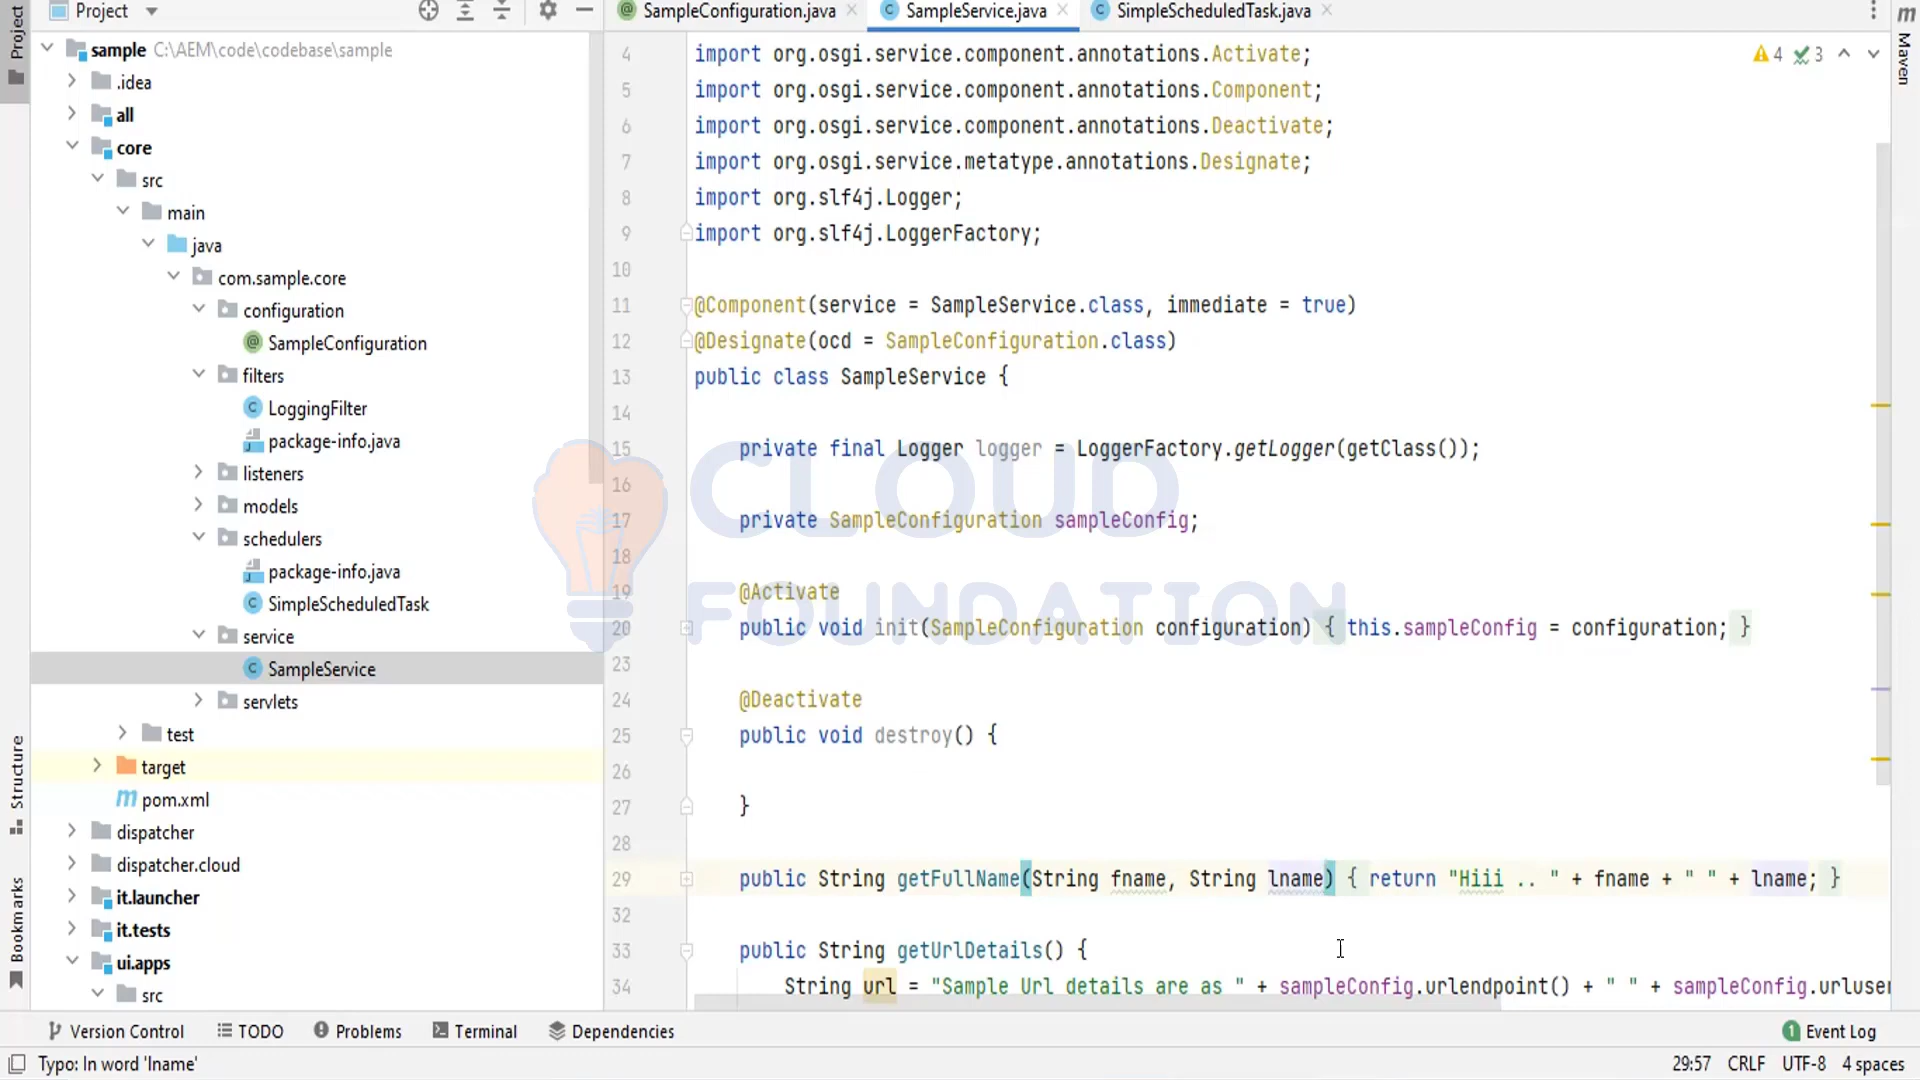 Project
SampleConfiguration.java
SampleService.java
SimpleScheduledTask.java
sample C:\AEM\code\codebase\sample
.idea
all
core
src
main
java
com.sample.core
configuration
SampleConfiguration
filters
LoggingFilter
package-info.java
listeners
models
schedulers
package-info.java
SimpleScheduledTask
service
SampleService
servlets
test
target
pom.xml
dispatcher
dispatcher.cloud
it.launcher
it.tests
ui.apps
src
Project
Structure
Bookmarks
4 import org.osgi.service.component.annotations.Activate;
5 import org.osgi.service.component.annotations.Component;
6 import org.osgi.service.component.annotations.Deactivate;
7 import org.osgi.service.metatype.annotations.Designate;
8 import org.slf4j.Logger;
9 import org.slf4j.LoggerFactory;
10
11 @Component(service = SampleService.class, immediate = true)
12 @Designate(ocd = SampleConfiguration.class)
13 public class SampleService {
14
15 private final Logger logger = LoggerFactory.getLogger(getClass());
16
17 private SampleConfiguration sampleConfig;
18
19 @Activate
20 public void init(SampleConfiguration configuration) { this.sampleConfig = configuration; }
23
24 @Deactivate
25 public void destroy() {
26
27 }
28
29 public String getFullName(String fname, String lname) { return "Hiii .. " + fname + " " + lname; }
32
33 public String getUrlDetails() {
34 String url = "Sample Url details are as " + sampleConfig.urlendpoint() + " " + sampleConfig.urluser
4 3
m
Maven
CLOUD
FOUNDATION
Version Control TODO Problems Terminal Dependencies
1 Event Log
Typo: In word 'lname'
29:57 CRLF UTF-8 4 spaces